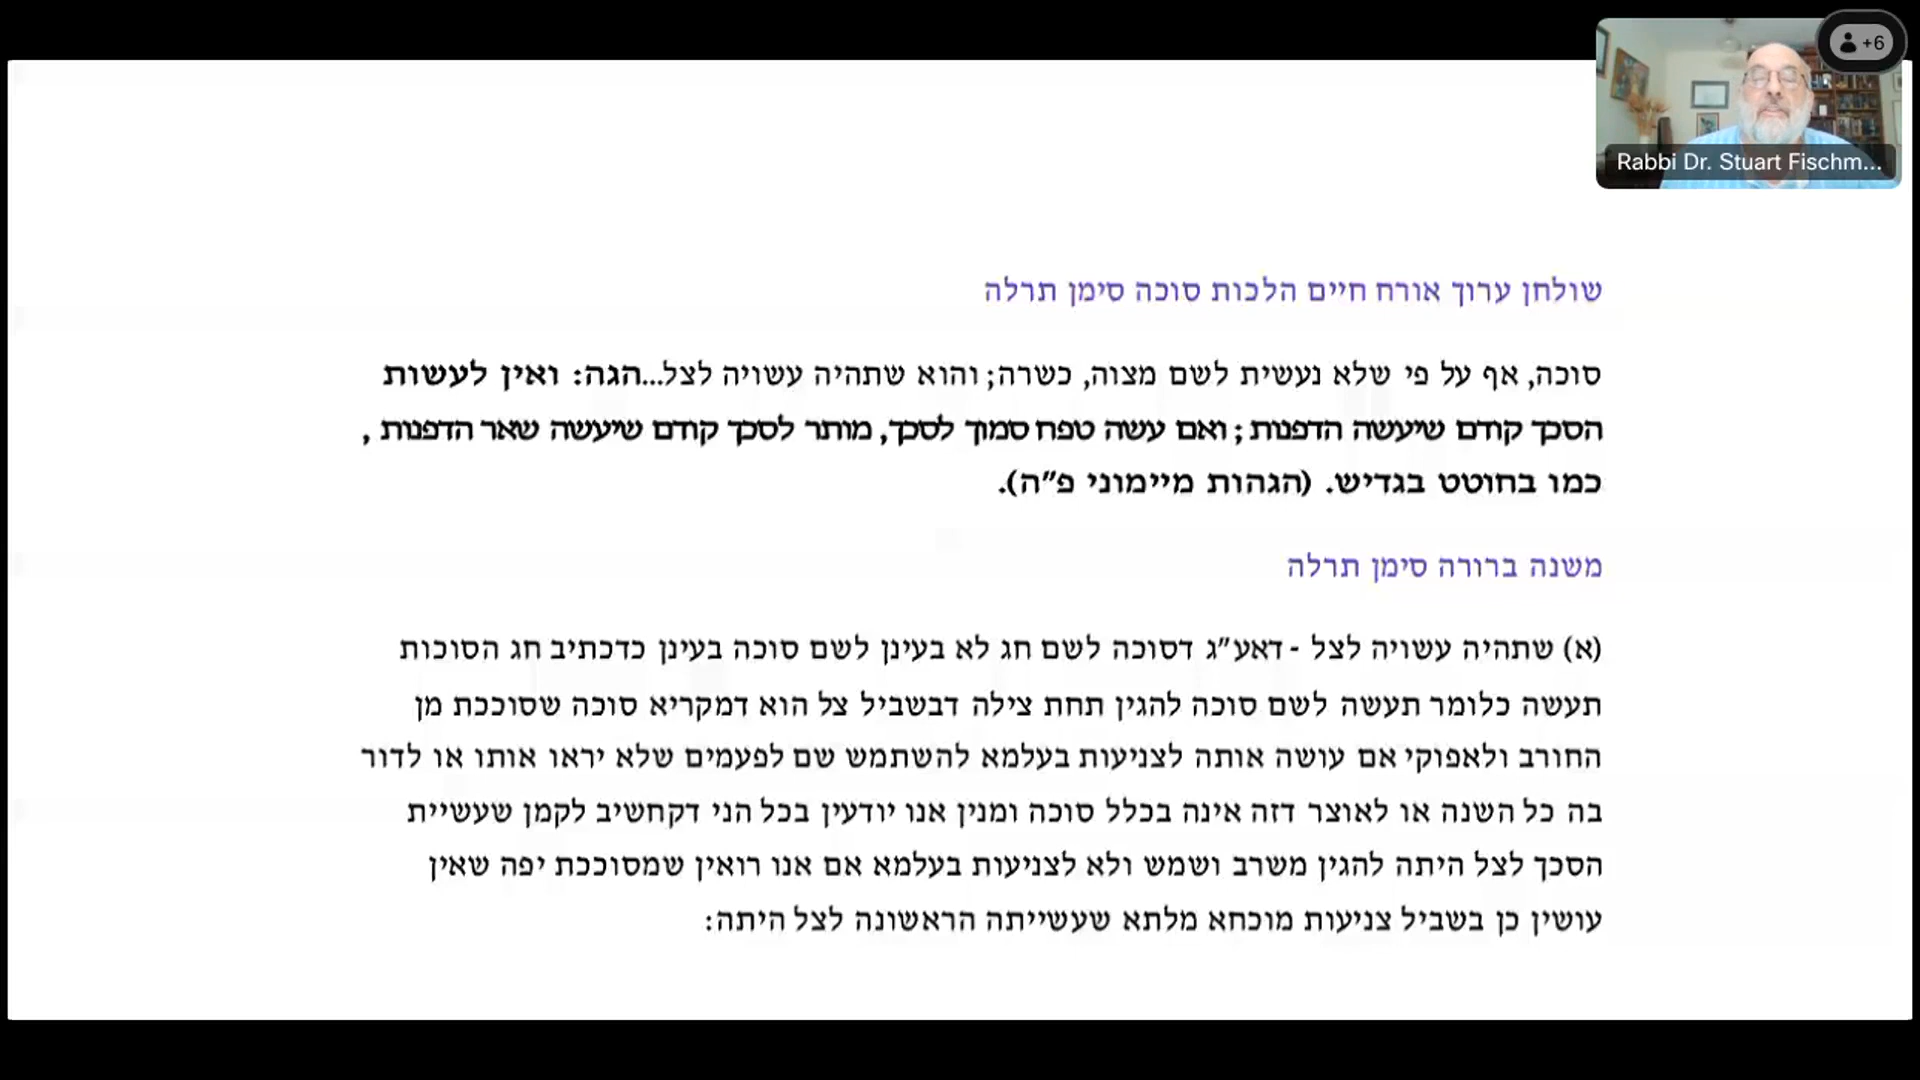 +6
Rabbi Dr. Stuart Fischm...
שולחן ערוך אורח חיים הלכות סוכה סימן תרלה
סוכה, אף על פי שלא נעשית לשם מצוה, כשרה; והוא שתהיה עשויה לצל...הגה: ואין לעשות
הסכך קודם שיעשה הדפנות; ואם עשה טפח סמוך לסכך, מותר לסכך קודם שיעשה שאר הדפנות,
כמו בחוטט בגדיש. (הגהות מיימוני פ"ה).
משנה ברורה סימן תרלה
(א) שתהיה עשויה לצל - דאע"ג דסוכה לשם חג לא בעינן לשם סוכה בעינן כדכתיב חג הסוכות
תעשה כלומר תעשה לשם סוכה להגין תחת צילה דבשביל צל הוא דמקריא סוכה שסוככת מן
החורב ולאפוקי אם עושה אותה לצניעות בעלמא להשתמש שם לפעמים שלא יראו אותו או לדור
בה כל השנה או לאוצר דזה אינה בכלל סוכה ומנין אנו יודעין בכל הני דקחשיב לקמן שעשיית
הסכך לצל היתה להגין משרב ושמש ולא לצניעות בעלמא אם אנו רואין שמסוככת יפה שאין
עושין כן בשביל צניעות מוכחא מלתא שעשייתה הראשונה לצל היתה: